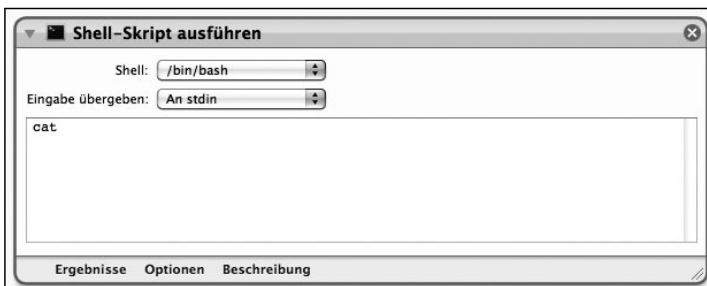 Shell-Skript ausführen
Shell: /bin/bash
Eingabe übergeben: An stdin
cat
Ergebnisse Optionen Beschreibung